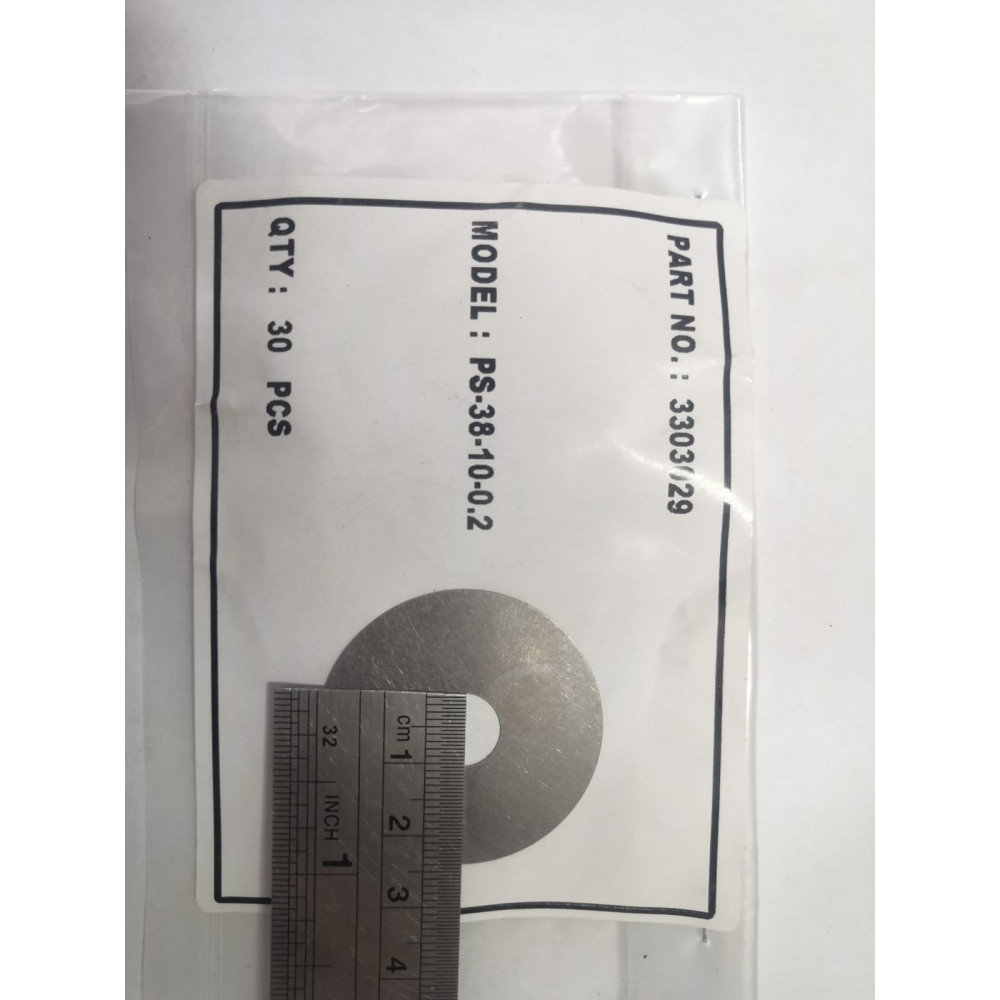 PART NO. : 3303029
MODEL : PS-38-10-0.2
QTY : 30 PCS
cm 1 2 3 4
32 INCH 1